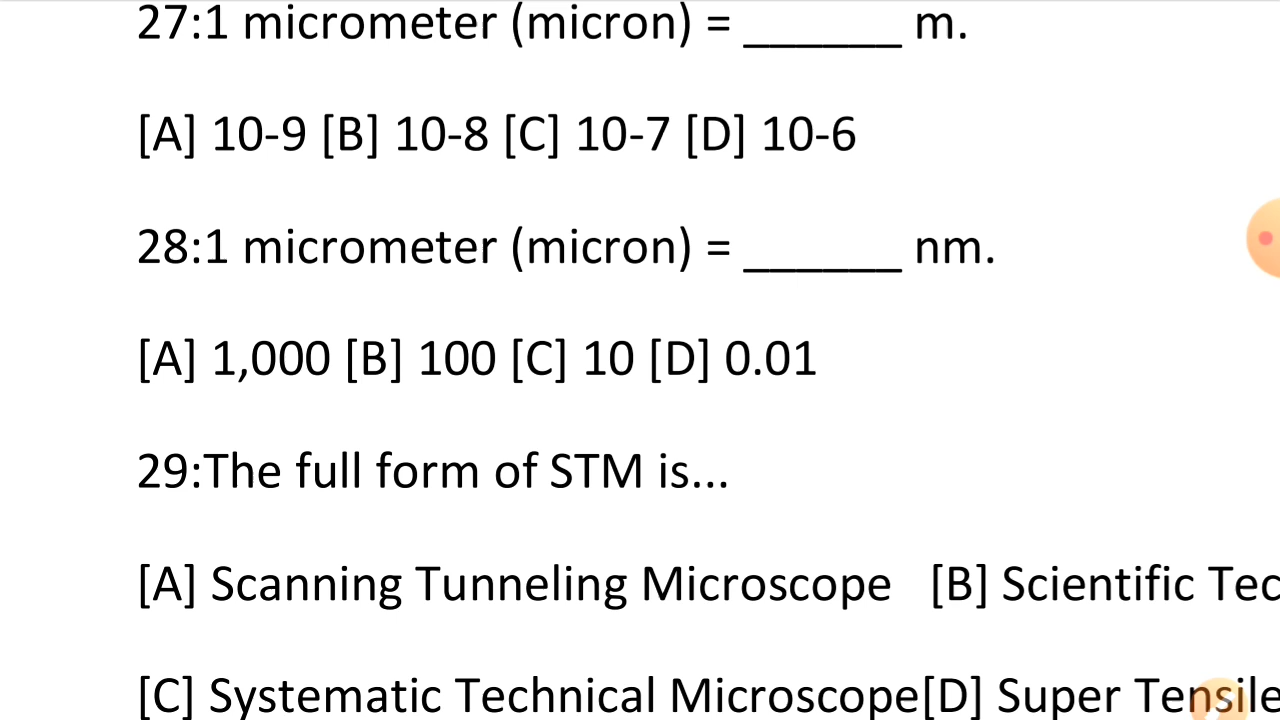 27:1 micrometer (micron) = ______ m.
[A] 10-9 [B] 10-8 [C] 10-7 [D] 10-6
28:1 micrometer (micron) = ______ nm.
[A] 1,000 [B] 100 [C] 10 [D] 0.01
29:The full form of STM is...
[A] Scanning Tunneling Microscope [B] Scientific Tec
[C] Systematic Technical Microscope[D] Super Tensile